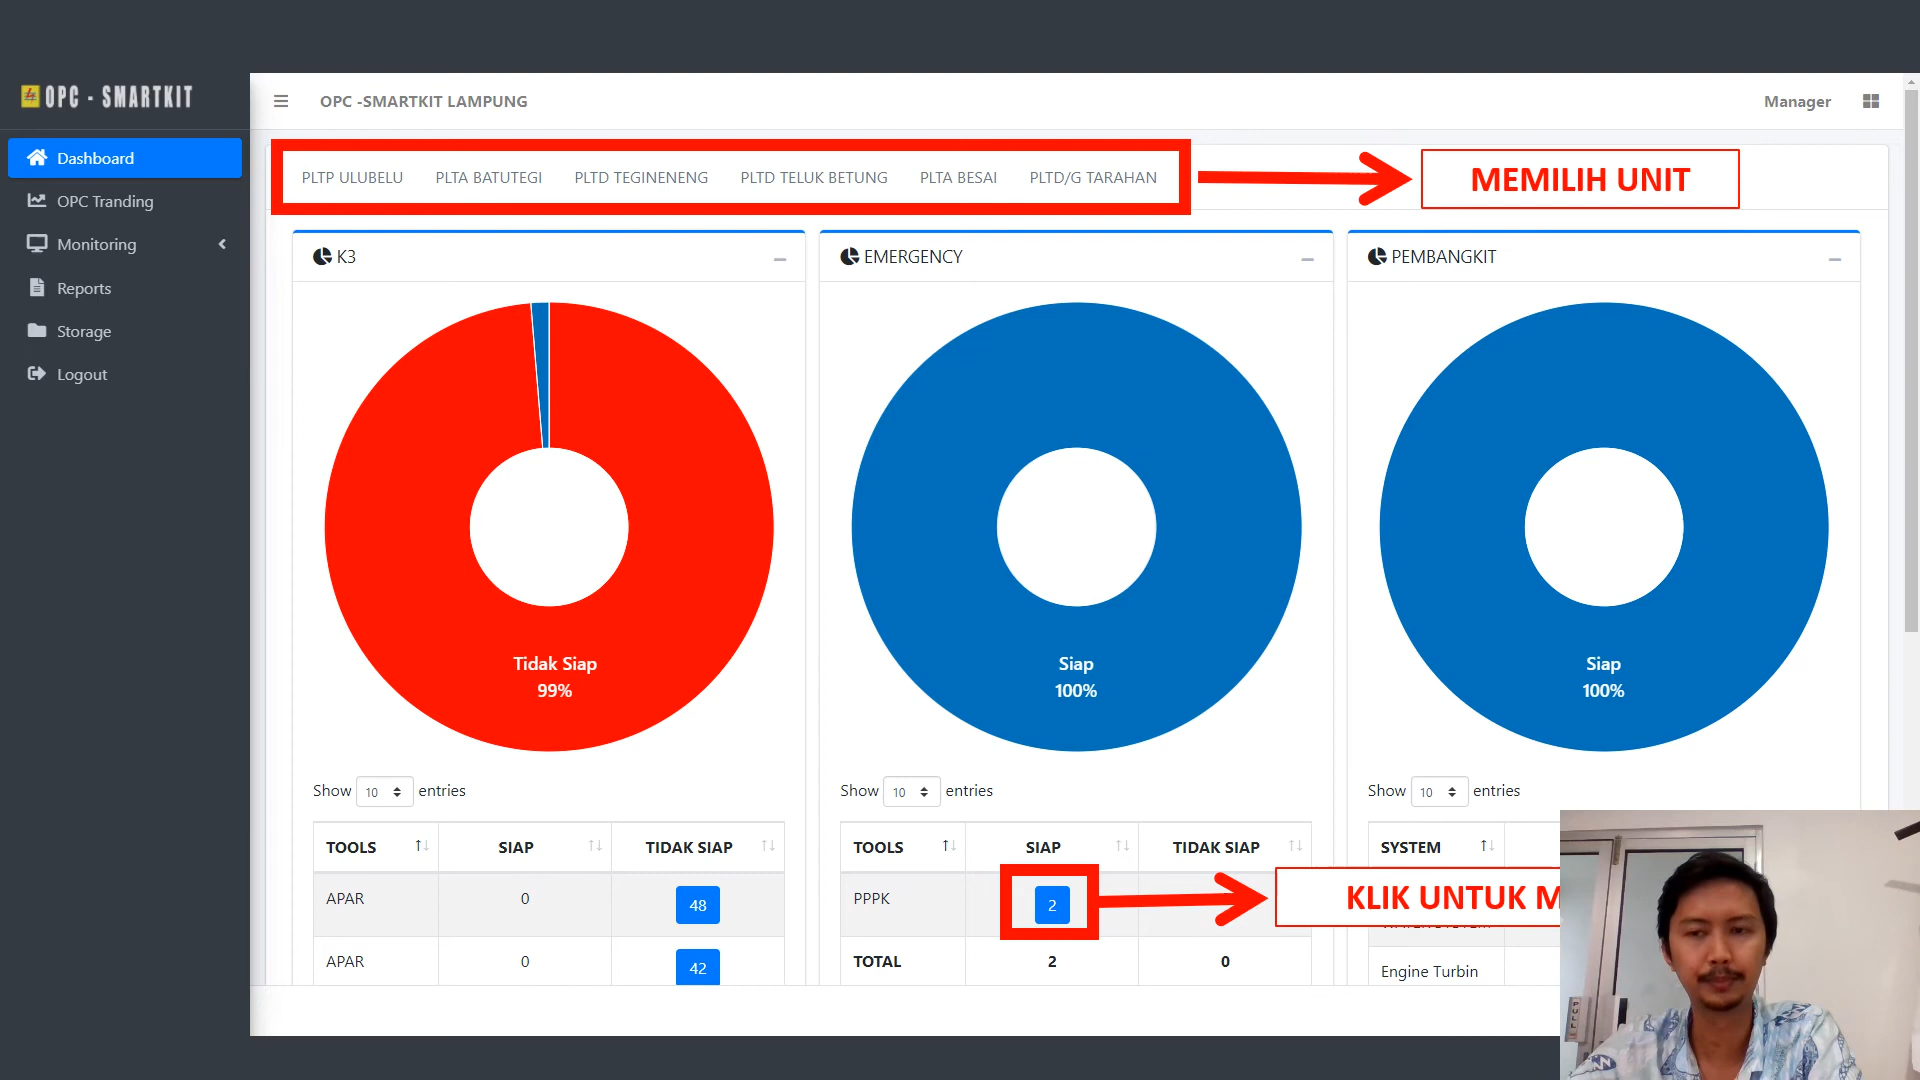 OPC - SMARTKIT
OPC -SMARTKIT LAMPUNG
Manager
Dashboard
OPC Tranding
Monitoring
Reports
Storage
Logout
PLTP ULUBELU PLTA BATUTEGI PLTD TEGINENENG PLTD TELUK BETUNG PLTA BESAI PLTD/G TARAHAN
MEMILIH UNIT
K3
Tidak Siap
99%
Show 10 entries
TOOLS SIAP TIDAK SIAP
APAR 0 48
APAR 0 42
EMERGENCY
Siap
100%
Show 10 entries
TOOLS SIAP TIDAK SIAP
PPPK 2
TOTAL 2 0
PEMBANGKIT
Siap
100%
Show 10 entries
SYSTEM
KLIK UNTUK M
Engine Turbin